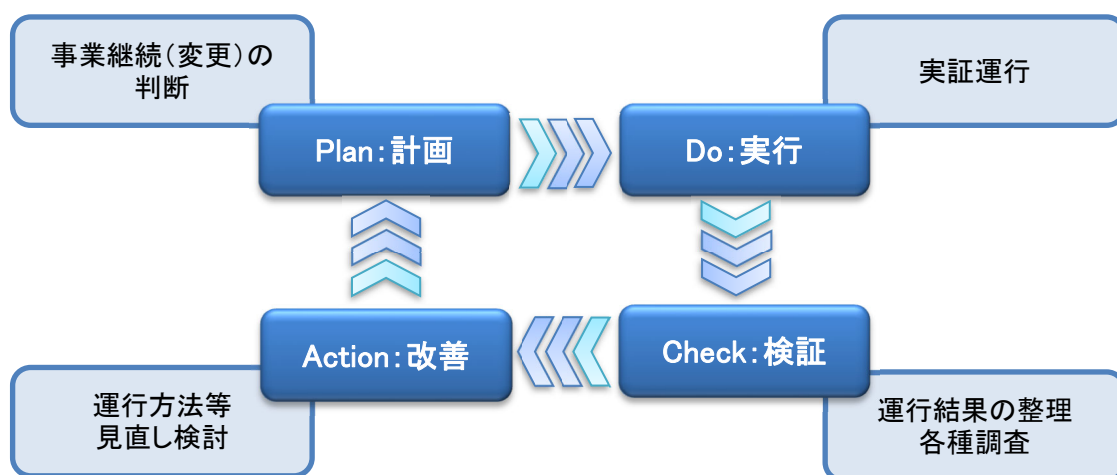 事業継続(変更)の
判断
実証運行
Plan:計画
Do:実行
Action:改善
Check:検証
運行方法等
見直し検討
運行結果の整理
各種調査